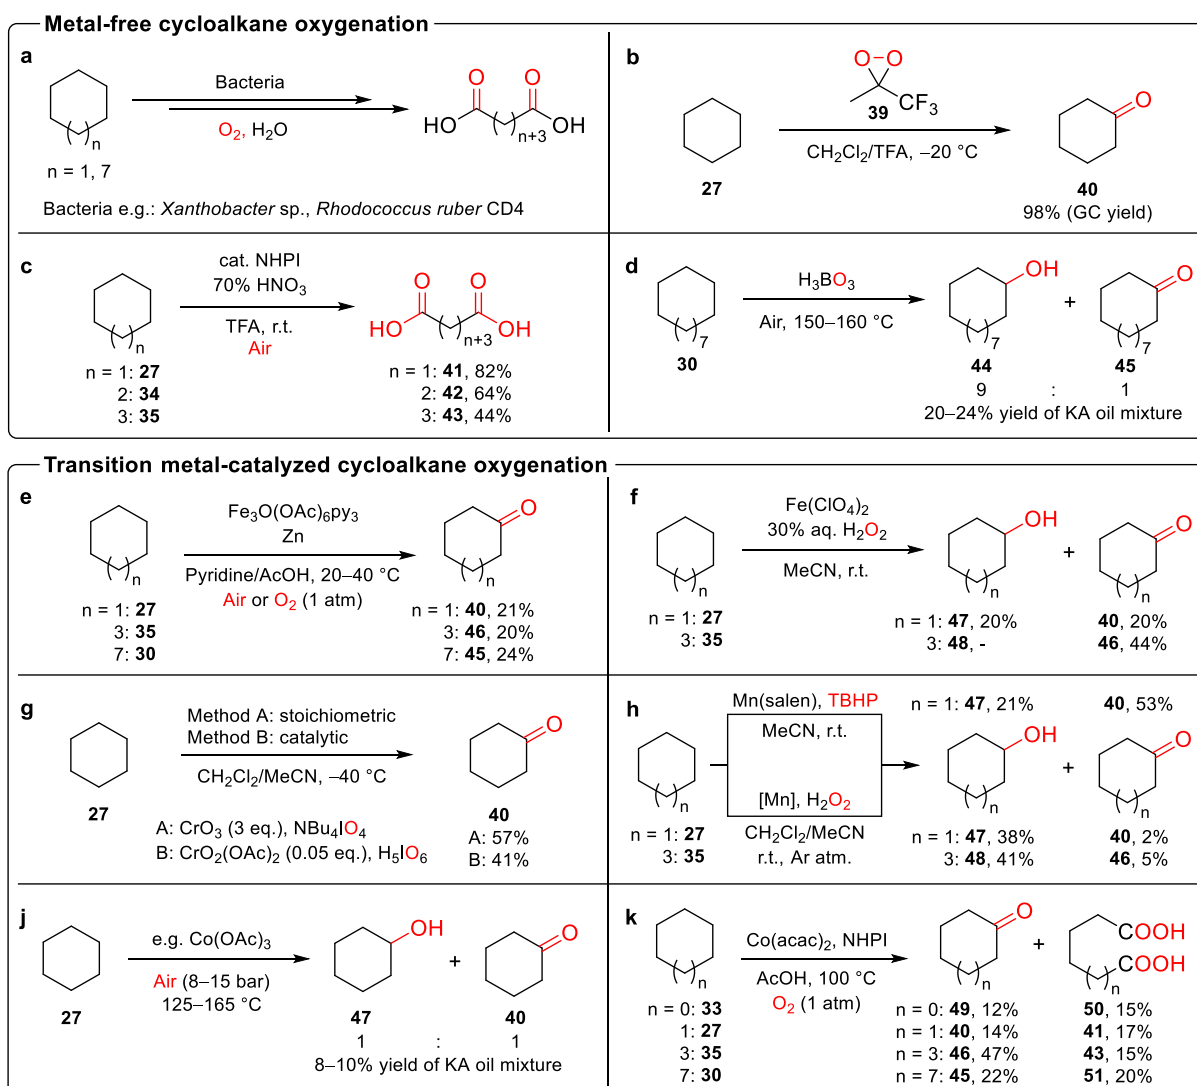 Metal-free cycloalkane oxygenation
a
Bacteria
O2, H2O
n
n = 1, 7
O O
HO OH
n+3
Bacteria e.g.: Xanthobacter sp., Rhodococcus ruber CD4
b
O O
CF3
39
CH2Cl2/TFA, –20 °C
27
O
40
98% (GC yield)
c
cat. NHPI
70% HNO3
TFA, r.t.
Air
n
n = 1: 27
2: 34
3: 35
O O
HO OH
n+3
n = 1: 41, 82%
2: 42, 64%
3: 43, 44%
d
H3BO3
Air, 150–160 °C
7
30
OH
7
44
+
O
7
45
9 : 1
20–24% yield of KA oil mixture
Transition metal-catalyzed cycloalkane oxygenation
e
Fe3O(OAc)6py3
Zn
Pyridine/AcOH, 20–40 °C
Air or O2 (1 atm)
n
n = 1: 27
3: 35
7: 30
O
n
n = 1: 40, 21%
3: 46, 20%
7: 45, 24%
f
Fe(ClO4)2
30% aq. H2O2
MeCN, r.t.
n
n = 1: 27
3: 35
OH
n
+
O
n
n = 1: 47, 20% 40, 20%
3: 48, - 46, 44%
g
Method A: stoichiometric
Method B: catalytic
CH2Cl2/MeCN, –40 °C
27
O
40
A: CrO3 (3 eq.), NBu4IO4
B: CrO2(OAc)2 (0.05 eq.), H5IO6
A: 57%
B: 41%
h
Mn(salen), TBHP
MeCN, r.t.
n = 1: 47, 21% 40, 53%
[Mn], H2O2
CH2Cl2/MeCN
r.t., Ar atm.
n
n = 1: 27
3: 35
OH
n
+
O
n
n = 1: 47, 38% 40, 2%
3: 48, 41% 46, 5%
j
e.g. Co(OAc)3
Air (8–15 bar)
125–165 °C
27
OH
47
+
O
40
1 : 1
8–10% yield of KA oil mixture
k
Co(acac)2, NHPI
AcOH, 100 °C
O2 (1 atm)
n
n = 0: 33
1: 27
3: 35
7: 30
O
n
+
COOH
COOH
n
n = 0: 49, 12% 50, 15%
n = 1: 40, 14% 41, 17%
n = 3: 46, 47% 43, 15%
n = 7: 45, 22% 51, 20%